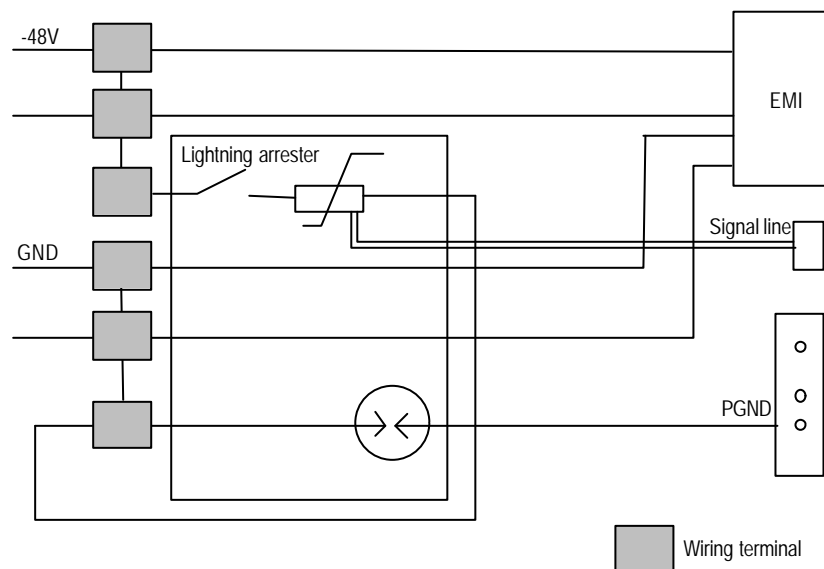 -48V
EMI
Lightning arrester
Signal line
GND
PGND
Wiring terminal